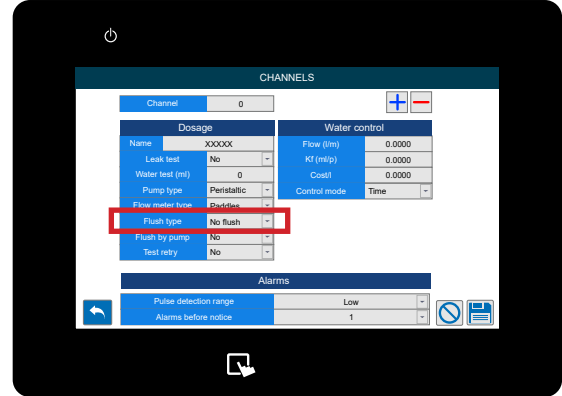 CHANNELS
Channel 0
Dosage
Name XXXXX
Leak test No
Water test (ml) 0
Pump type Peristaltic
Flow meter type Paddles
Flush type No flush
Flush by pump No
Test retry No
Water control
Flow (l/m) 0.0000
Kf (ml/p) 0.0000
Cost/l 0.0000
Control mode Time
Alarms
Pulse detection range Low
Alarms before notice 1